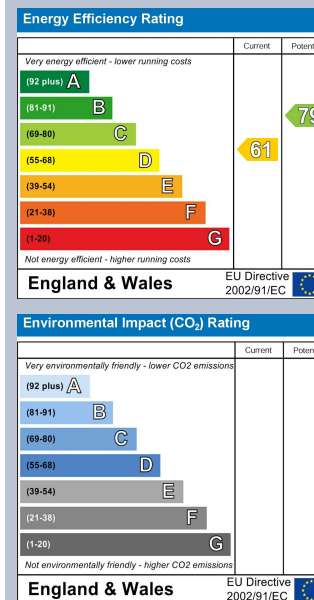 Energy Efficiency Rating
Current Poten
Very energy efficient - lower running costs
(92 plus) A
(81-91) B
79
(69-80) C
61
(55-68) D
(39-54) E
(21-38) F
(1-20) G
Not energy efficient - higher running costs
England & Wales
EU Directive
2002/91/EC
Environmental Impact (CO₂) Rating
Current Poten
Very environmentally friendly - lower CO2 emissions
(92 plus) A
(81-91) B
(69-80) C
(55-68) D
(39-54) E
(21-38) F
(1-20) G
Not environmentally friendly - higher CO2 emissions
England & Wales
EU Directive
2002/91/EC